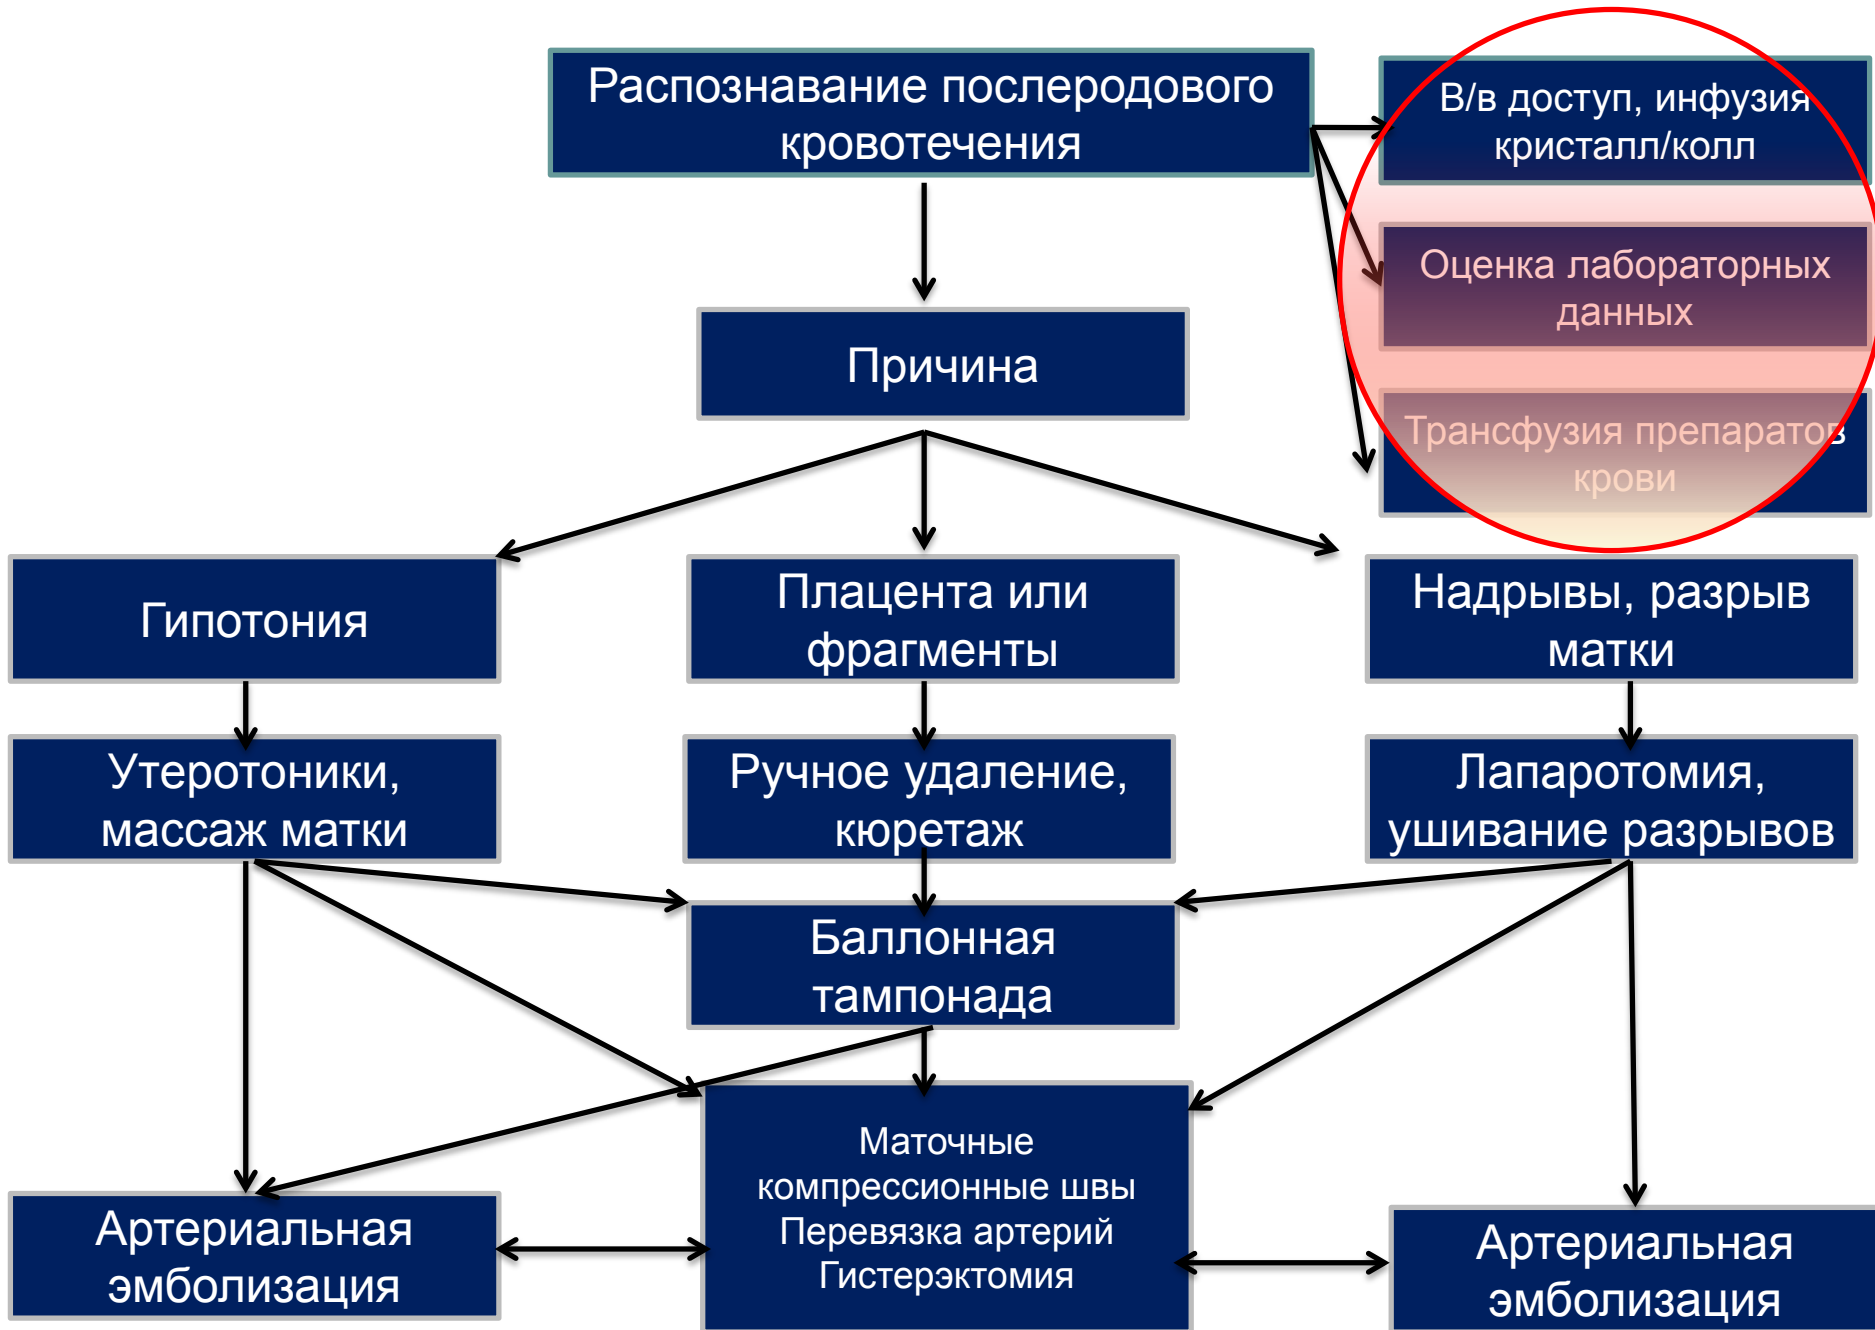 Распознавание послеродового
кровотечения
В/в доступ, инфузия
кристалл/колл
Оценка лабораторных
данных
Трансфузия препаратов
крови
Причина
Гипотония
Плацента или
фрагменты
Надрывы, разрыв
матки
Утеротоники,
массаж матки
Ручное удаление,
кюретаж
Лапаротомия,
ушивание разрывов
Баллонная
тампонада
Артериальная
эмболизация
Маточные
компрессионные швы
Перевязка артерий
Гистерэктомия
Артериальная
эмболизация